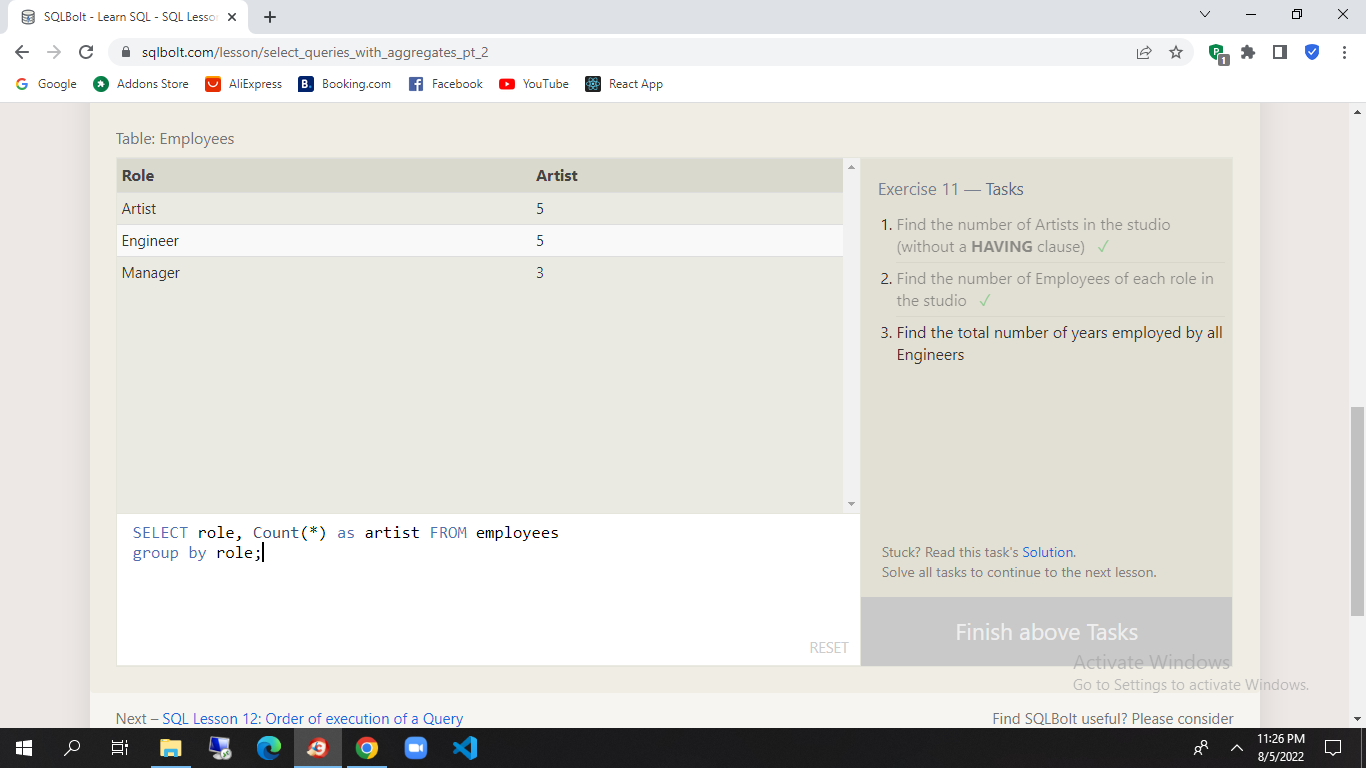 SQLBolt - Learn SQL - SQL Lesson
sqlbolt.com/lesson/select_queries_with_aggregates_pt_2
1
Google Addons Store AliExpress Booking.com Facebook YouTube React App
Table: Employees
Role Artist
Artist 5
Engineer 5
Manager 3
SELECT role, Count(*) as artist FROM employees
group by role;
RESET
Exercise 11 — Tasks
1. Find the number of Artists in the studio
(without a HAVING clause) ✓
2. Find the number of Employees of each role in
the studio ✓
3. Find the total number of years employed by all
Engineers
Stuck? Read this task's Solution.
Solve all tasks to continue to the next lesson.
Finish above Tasks
Activate Windows
Go to Settings to activate Windows.
Next – SQL Lesson 12: Order of execution of a Query
Find SQLBolt useful? Please consider
11:26 PM
8/5/2022